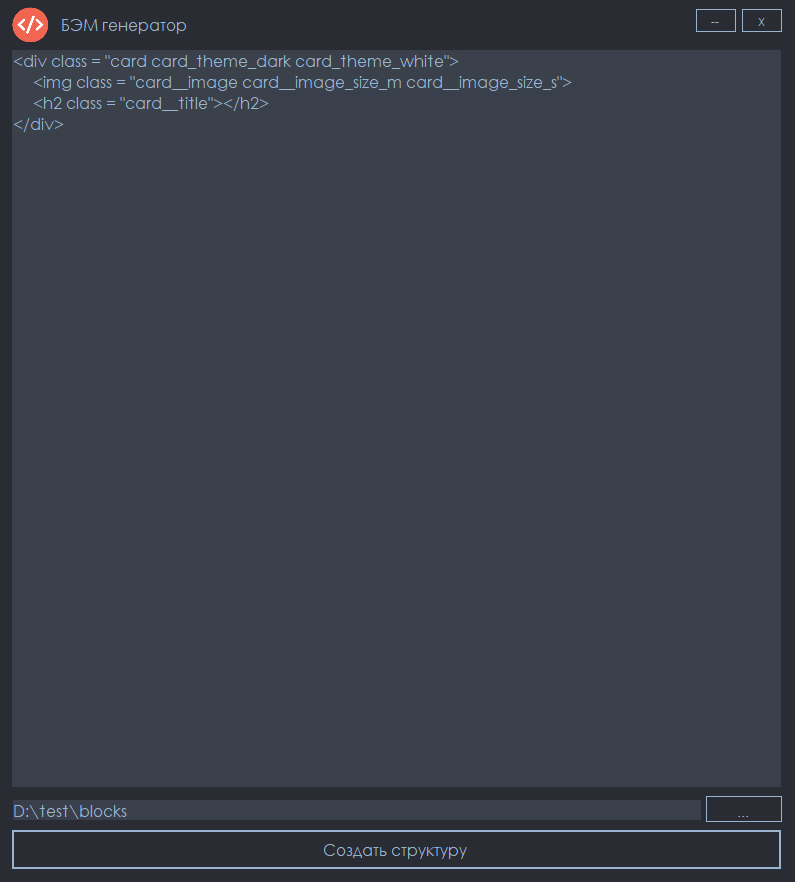 </>
БЭМ генератор
--
x
<div class = "card card_theme_dark card_theme_white">
<img class = "card__image card__image_size_m card__image_size_s">
<h2 class = "card__title"></h2>
</div>
D:\test\blocks
...
Создать структуру